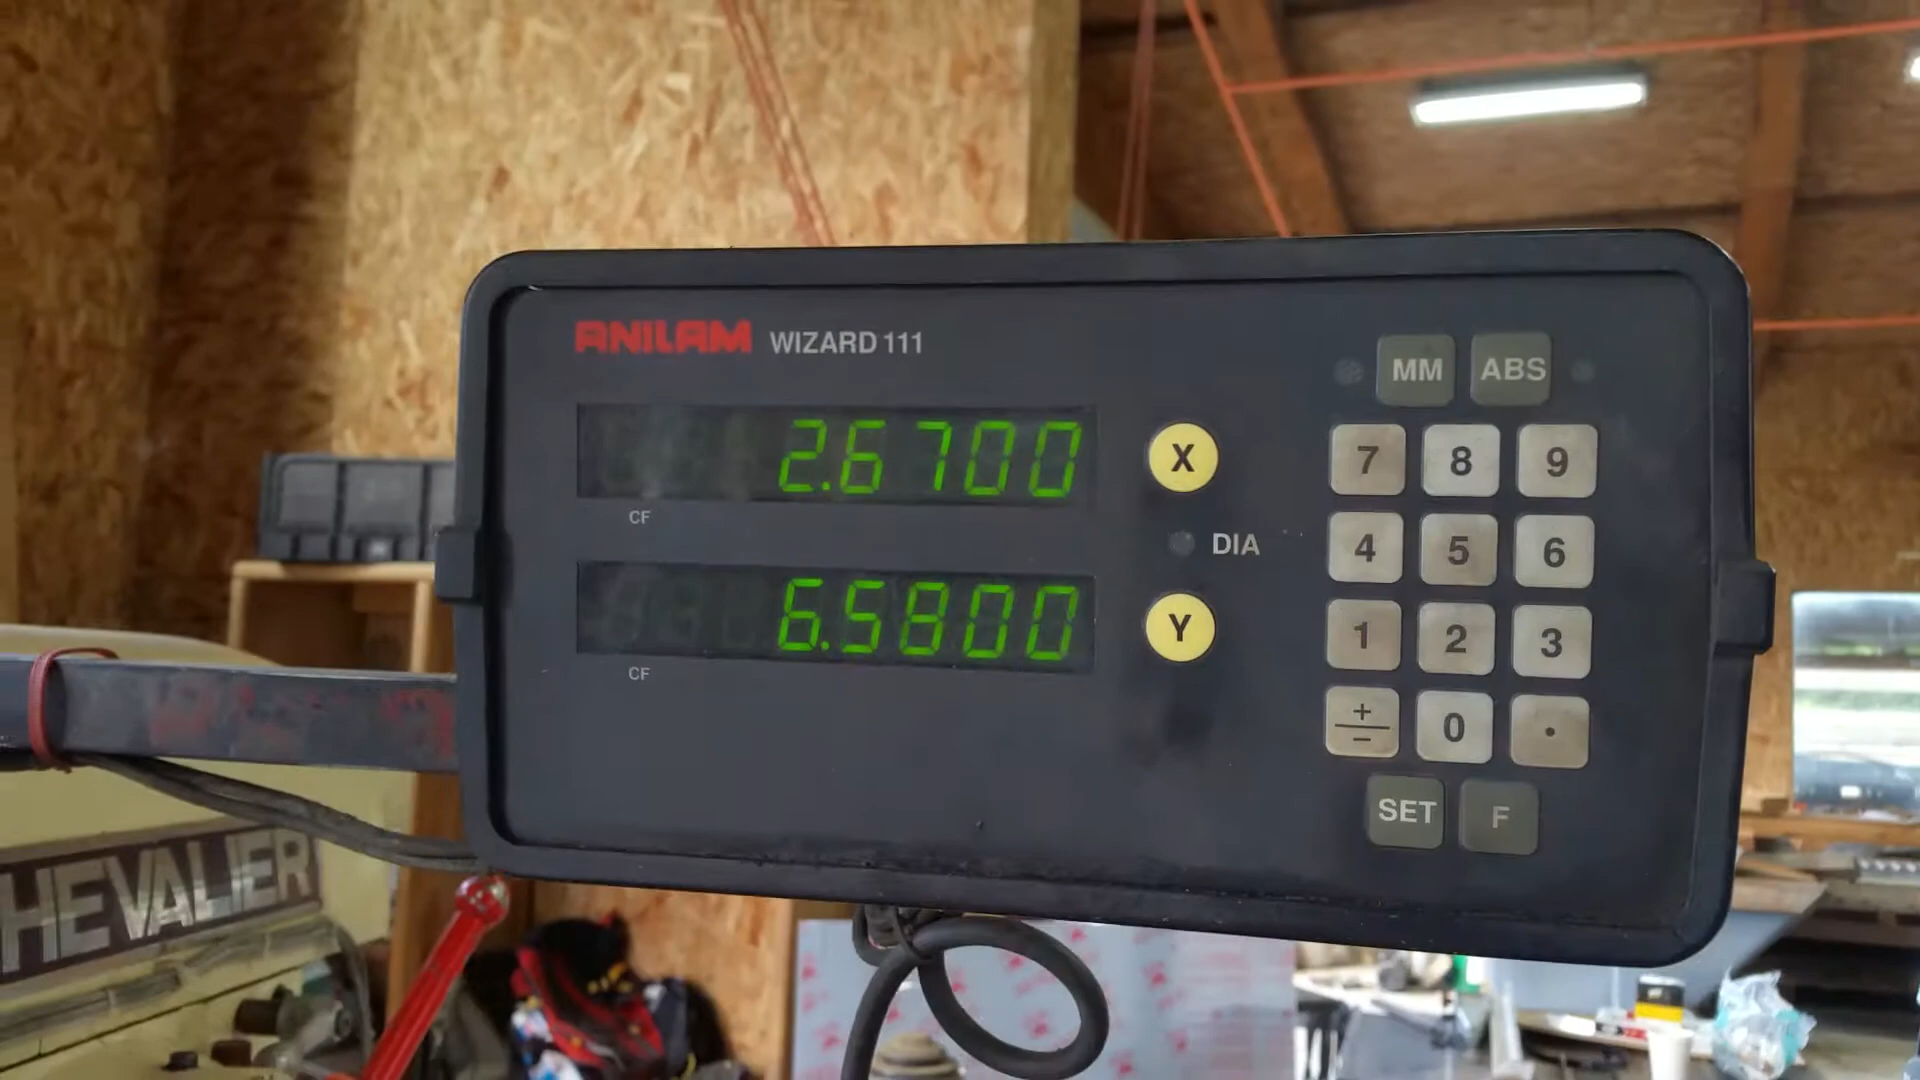 ANILAM WIZARD 111
MM ABS
2.6700 X
7 8 9
CF
DIA
4 5 6
6.5800 Y
1 2 3
CF
+/− 0 .
SET F
HEVALIER